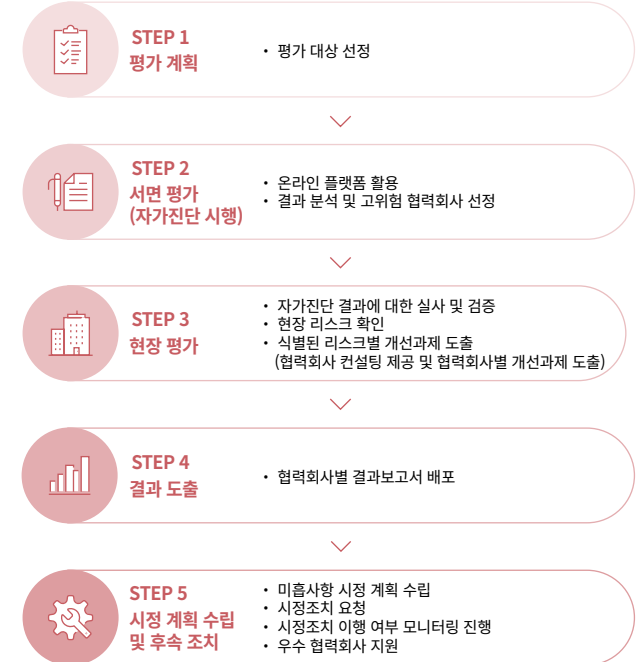 STEP 1
평가 계획
• 평가 대상 선정
STEP 2
서면 평가
(자가진단 시행)
• 온라인 플랫폼 활용
• 결과 분석 및 고위험 협력회사 선정
STEP 3
현장 평가
• 자가진단 결과에 대한 실사 및 검증
• 현장 리스크 확인
• 식별된 리스크별 개선과제 도출
(협력회사 컨설팅 제공 및 협력회사별 개선과제 도출)
STEP 4
결과 도출
• 협력회사별 결과보고서 배포
STEP 5
시정 계획 수립
및 후속 조치
• 미흡사항 시정 계획 수립
• 시정조치 요청
• 시정조치 이행 여부 모니터링 진행
• 우수 협력회사 지원